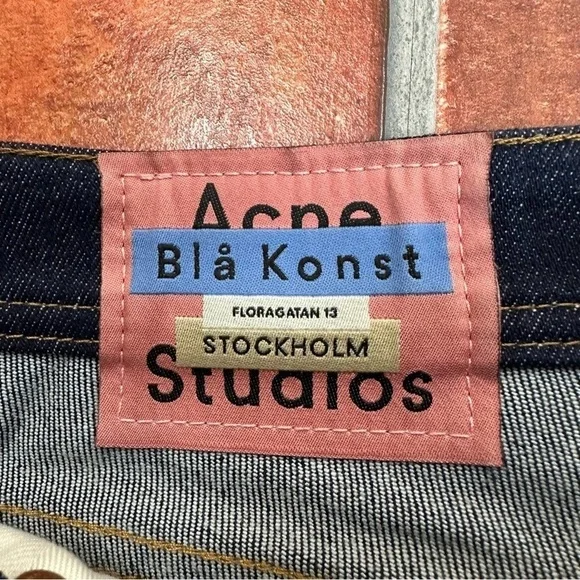 Acne
Blå Konst
FLORAGATAN 13
STOCKHOLM
Studios